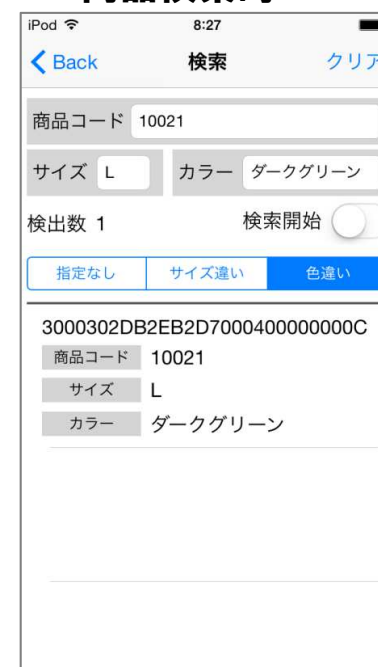 iPod 8:27
Back 検索 クリア
商品コード 10021
サイズ L カラー ダークグリーン
検出数 1 検索開始
指定なし サイズ違い 色違い
3000302DB2EB2D7000400000000C
商品コード 10021
サイズ L
カラー ダークグリーン